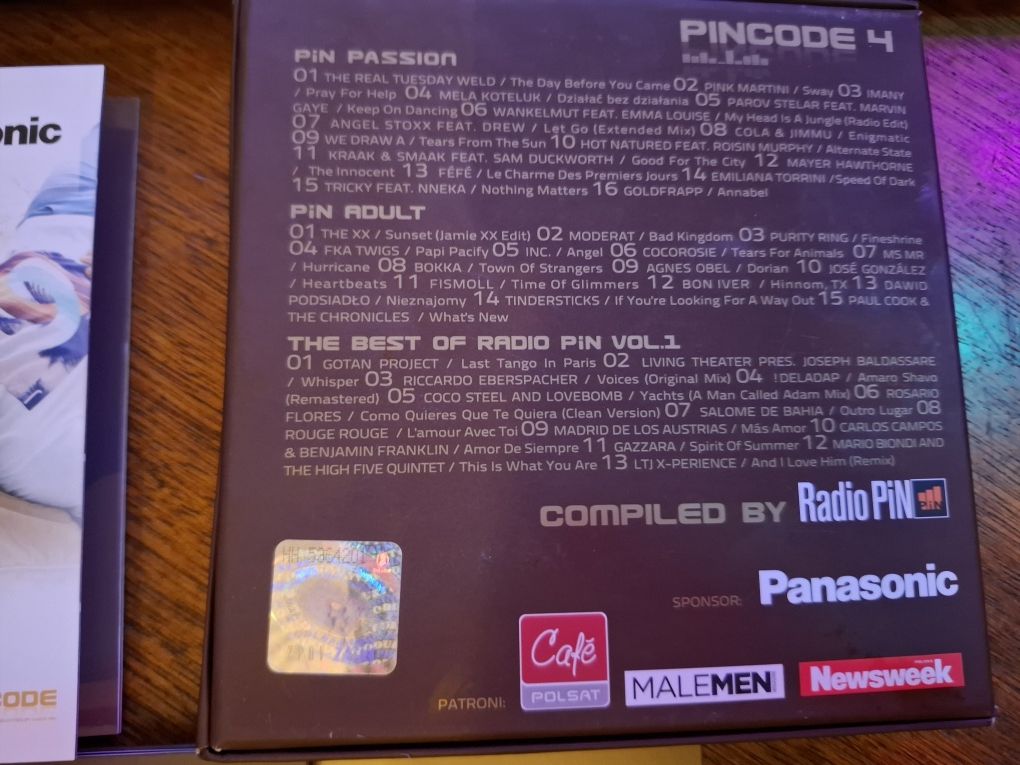 PINCODE 4
PiN PASSION
01 THE REAL TUESDAY WELD / The Day Before You Came 02 PINK MARTINI / Sway 03 IMANY
/ Pray For Help 04 MELA KOTELUK / Działać bez działania 05 PAROV STELAR FEAT. MARVIN
GAYE / Keep On Dancing 06 WANKELMUT FEAT. EMMA LOUISE / My Head Is A Jungle (Radio Edit)
07 ANGEL STOXX FEAT. DREW / Let Go (Extended Mix) 08 COLA & JIMMU / Enigmatic
09 WE DRAW A / Tears From The Sun 10 HOT NATURED FEAT. ROISIN MURPHY / Alternate State
11 KRAAK & SMAAK FEAT. SAM DUCKWORTH / Good For The City 12 MAYER HAWTHORNE
/ The Innocent 13 FÉFÉ / Le Charme Des Premiers Jours 14 EMILIANA TORRINI /Speed Of Dark
15 TRICKY FEAT. NNEKA / Nothing Matters 16 GOLDFRAPP / Annabel
PiN ADULT
01 THE XX / Sunset (Jamie XX Edit) 02 MODERAT / Bad Kingdom 03 PURITY RING / Fineshrine
04 FKA TWIGS / Papi Pacify 05 INC. / Angel 06 COCOROSIE / Tears For Animals 07 MS MR
/ Hurricane 08 BOKKA / Town Of Strangers 09 AGNES OBEL / Dorian 10 JOSÉ GONZÁLEZ
/ Heartbeats 11 FISMOLL / Time Of Glimmers 12 BON IVER / Hinnom, TX 13 DAWID
PODSIADŁO / Nieznajomy 14 TINDERSTICKS / If You're Looking For A Way Out 15 PAUL COOK &
THE CHRONICLES / What's New
THE BEST OF RADIO PiN VOL.1
01 GOTAN PROJECT / Last Tango In Paris 02 LIVING THEATER PRES. JOSEPH BALDASSARE
/ Whisper 03 RICCARDO EBERSPACHER / Voices (Original Mix) 04 !DELADAP / Amaro Shavo
(Remastered) 05 COCO STEEL AND LOVEBOMB / Yachts (A Man Called Adam Mix) 06 ROSARIO
FLORES / Como Quieres Que Te Quiera (Clean Version) 07 SALOME DE BAHIA / Outro Lugar 08
ROUGE ROUGE / L'amour Avec Toi 09 MADRID DE LOS AUSTRIAS / Más Amor 10 CARLOS CAMPOS
& BENJAMIN FRANKLIN / Amor De Siempre 11 GAZZARA / Spirit Of Summer 12 MARIO BIONDI AND
THE HIGH FIVE QUINTET / This Is What You Are 13 LTJ X-PERIENCE / And I Love Him (Remix)
COMPILED BY Radio PiN PiN
SPONSOR: Panasonic
PATRONI: Café POLSAT MALEMEN Newsweek
onic
CODE